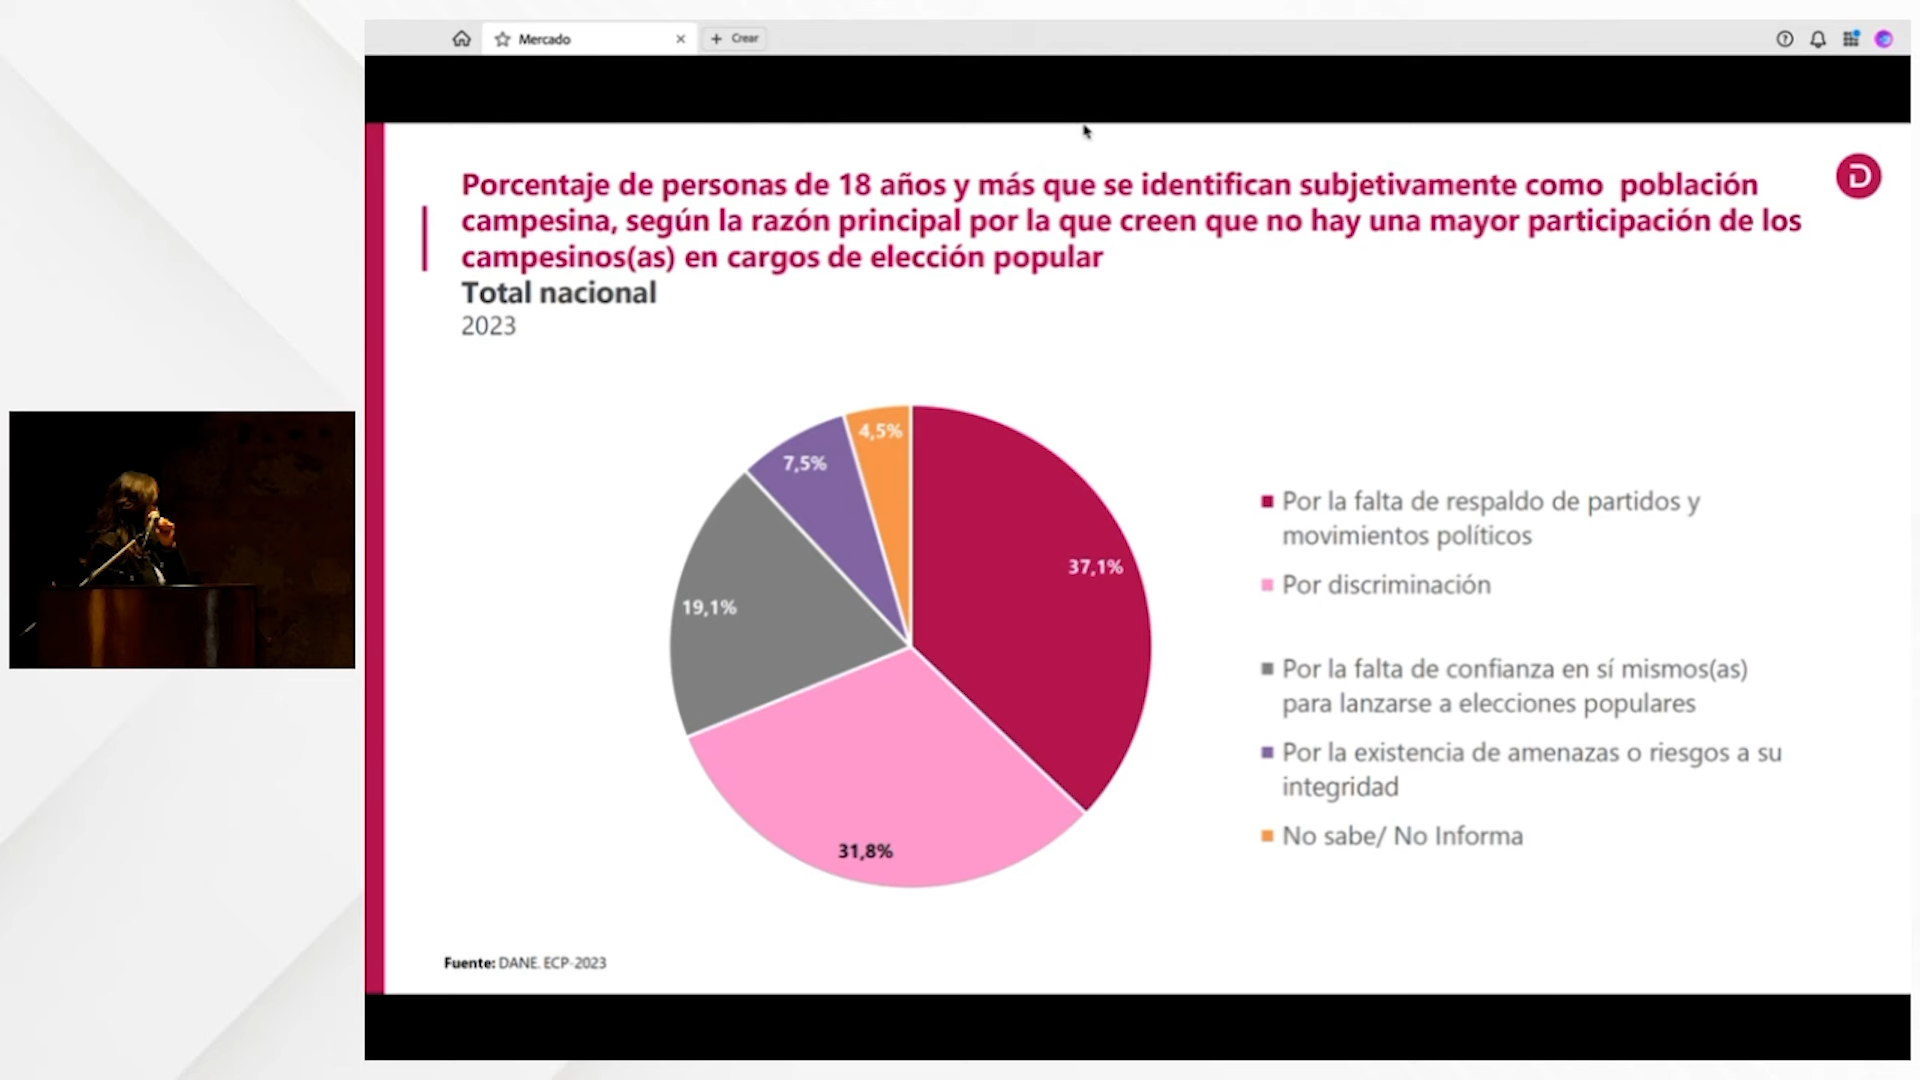 Mercado
Crear
Porcentaje de personas de 18 años y más que se identifican subjetivamente como población
campesina, según la razón principal por la que creen que no hay una mayor participación de los
campesinos(as) en cargos de elección popular
Total nacional
2023
4,5%
7,5%
37,1%
19,1%
31,8%
Por la falta de respaldo de partidos y
movimientos políticos
Por discriminación
Por la falta de confianza en sí mismos(as)
para lanzarse a elecciones populares
Por la existencia de amenazas o riesgos a su
integridad
No sabe/ No Informa
Fuente: DANE. ECP-2023